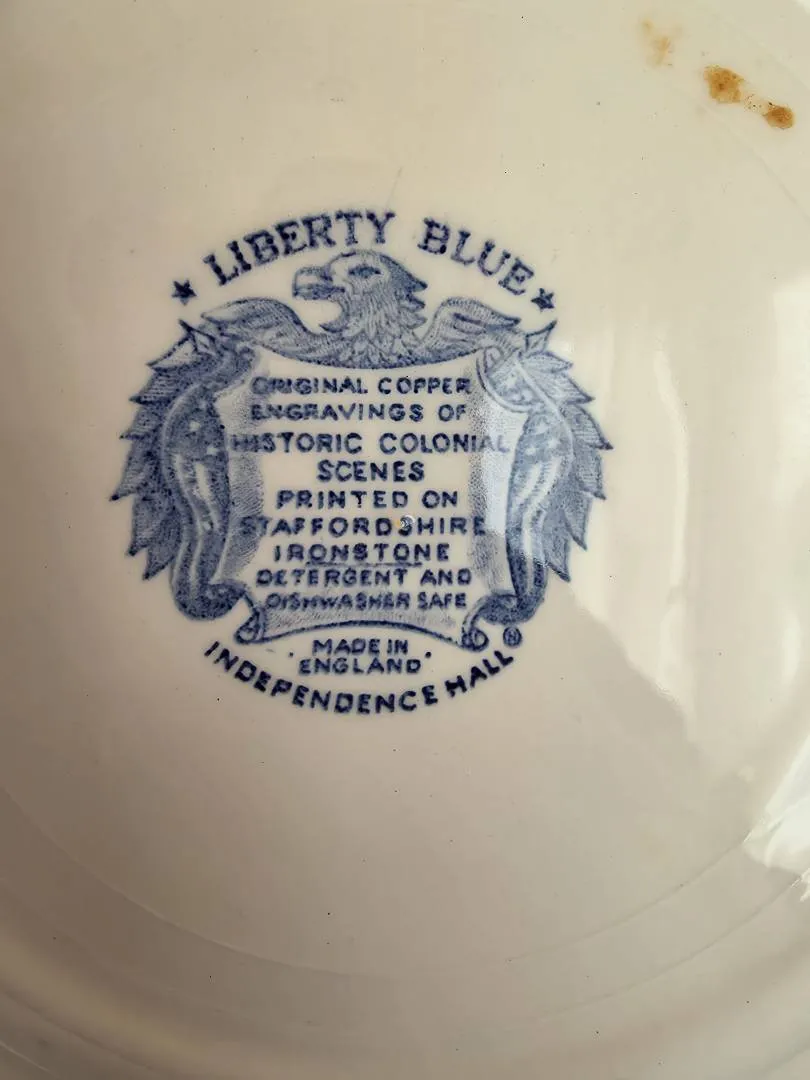 LIBERTY BLUE
ORIGINAL COPPER
ENGRAVINGS OF
HISTORIC COLONIAL
SCENES
PRINTED ON
STAFFORDSHIRE
IRONSTONE
DETERGENT AND
DISHWASHER SAFE
MADE IN
ENGLAND
INDEPENDENCE HALL ®